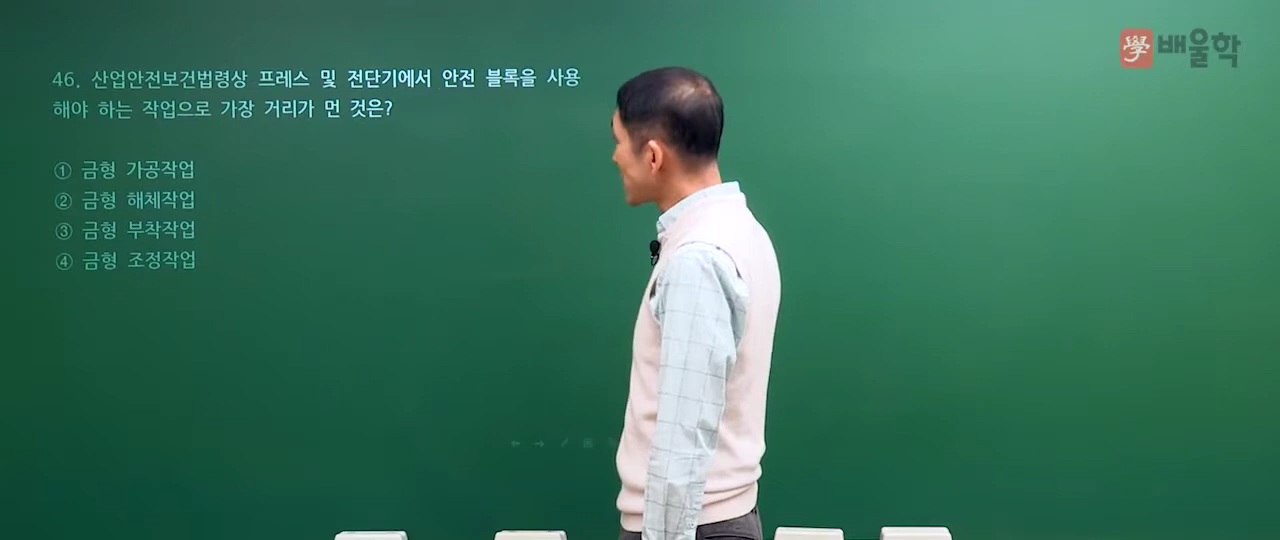 學배울학
46. 산업안전보건법령상 프레스 및 전단기에서 안전 블록을 사용
해야 하는 작업으로 가장 거리가 먼 것은?
① 금형 가공작업
② 금형 해체작업
③ 금형 부착작업
④ 금형 조정작업